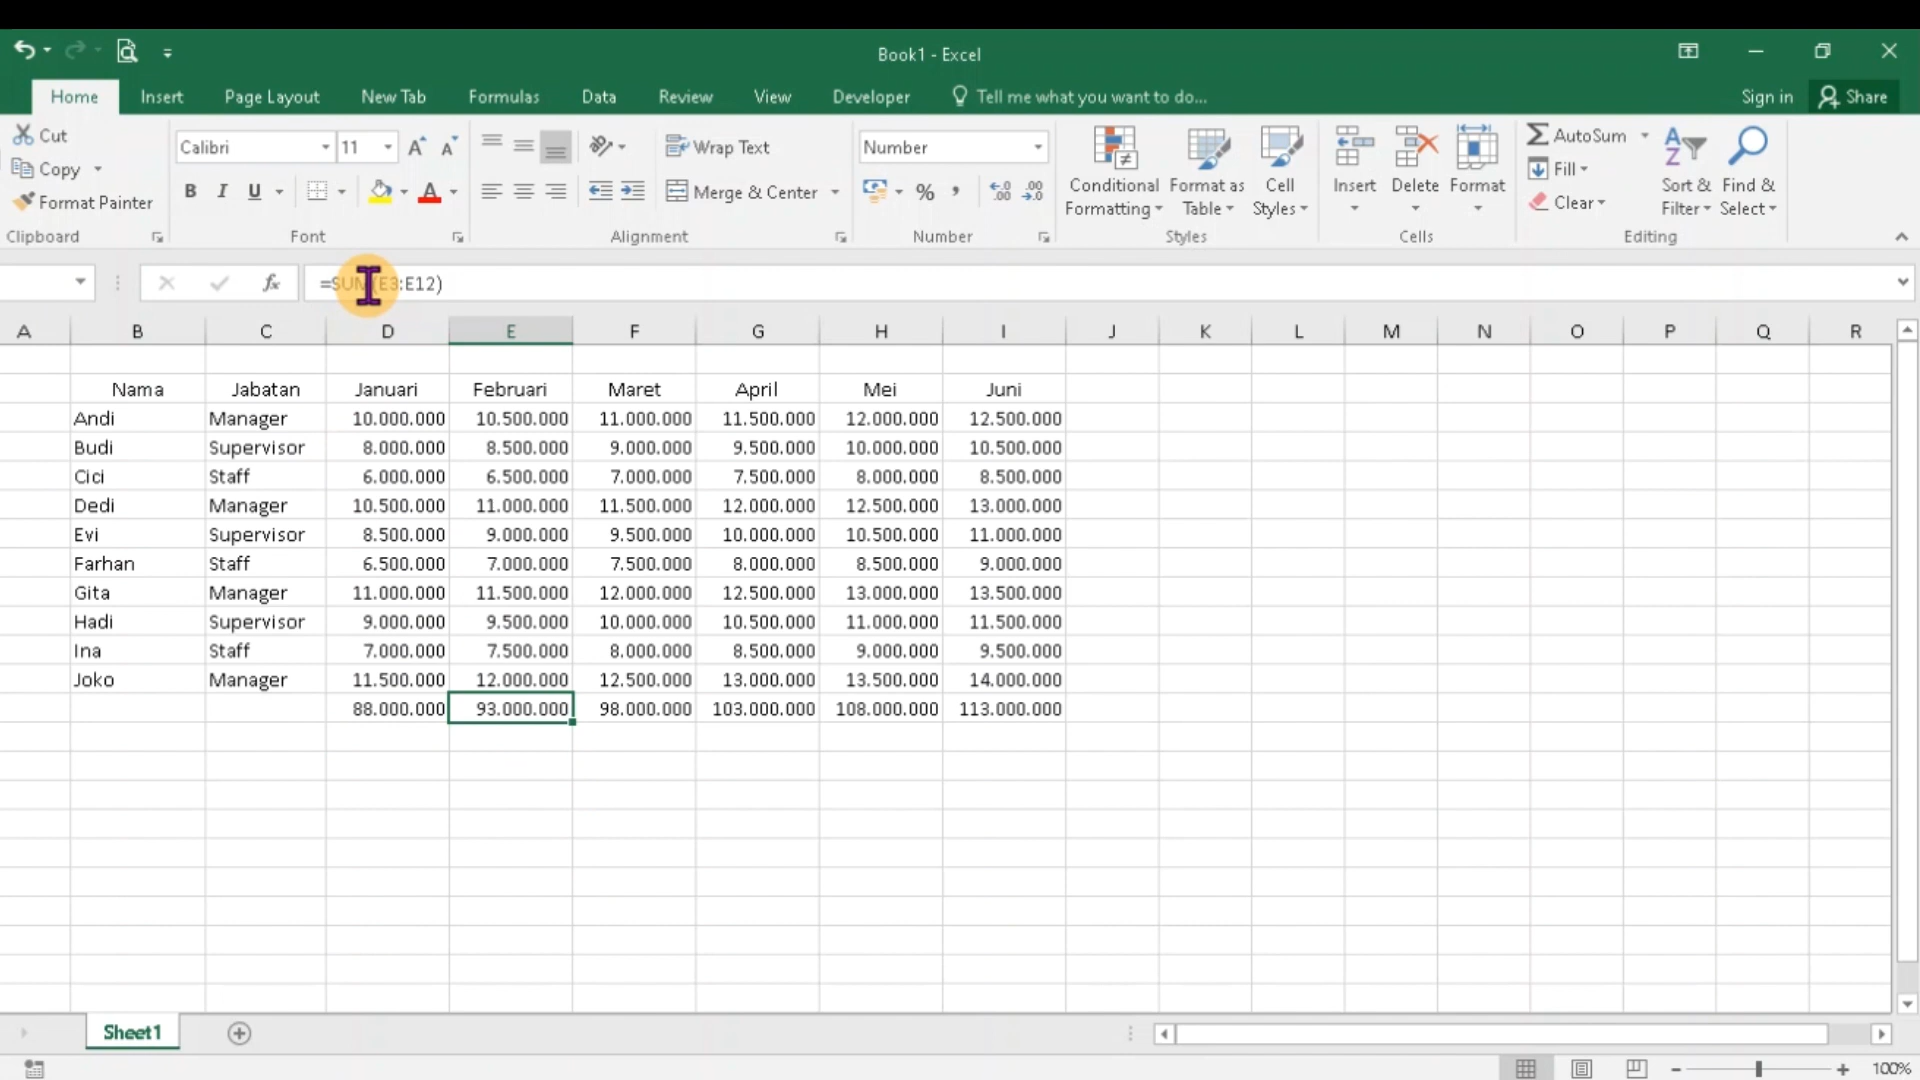 Book1 - Excel
Home Insert Page Layout New Tab Formulas Data Review View Developer Tell me what you want to do... Sign in Share
Cut
Copy
Format Painter
Clipboard
Calibri 11
B I U
Font
Wrap Text
Merge & Center
Alignment
Number
%
Number
Conditional Formatting
Format as Table
Cell Styles
Styles
Insert
Delete
Format
Cells
AutoSum
Fill
Clear
Sort & Filter
Find & Select
Editing
fx =SUM(E3:E12)
A B C D E F G H I J K L M N O P Q R
Nama Jabatan Januari Februari Maret April Mei Juni
Andi Manager 10.000.000 10.500.000 11.000.000 11.500.000 12.000.000 12.500.000
Budi Supervisor 8.000.000 8.500.000 9.000.000 9.500.000 10.000.000 10.500.000
Cici Staff 6.000.000 6.500.000 7.000.000 7.500.000 8.000.000 8.500.000
Dedi Manager 10.500.000 11.000.000 11.500.000 12.000.000 12.500.000 13.000.000
Evi Supervisor 8.500.000 9.000.000 9.500.000 10.000.000 10.500.000 11.000.000
Farhan Staff 6.500.000 7.000.000 7.500.000 8.000.000 8.500.000 9.000.000
Gita Manager 11.000.000 11.500.000 12.000.000 12.500.000 13.000.000 13.500.000
Hadi Supervisor 9.000.000 9.500.000 10.000.000 10.500.000 11.000.000 11.500.000
Ina Staff 7.000.000 7.500.000 8.000.000 8.500.000 9.000.000 9.500.000
Joko Manager 11.500.000 12.000.000 12.500.000 13.000.000 13.500.000 14.000.000
88.000.000 93.000.000 98.000.000 103.000.000 108.000.000 113.000.000
Sheet1
100%